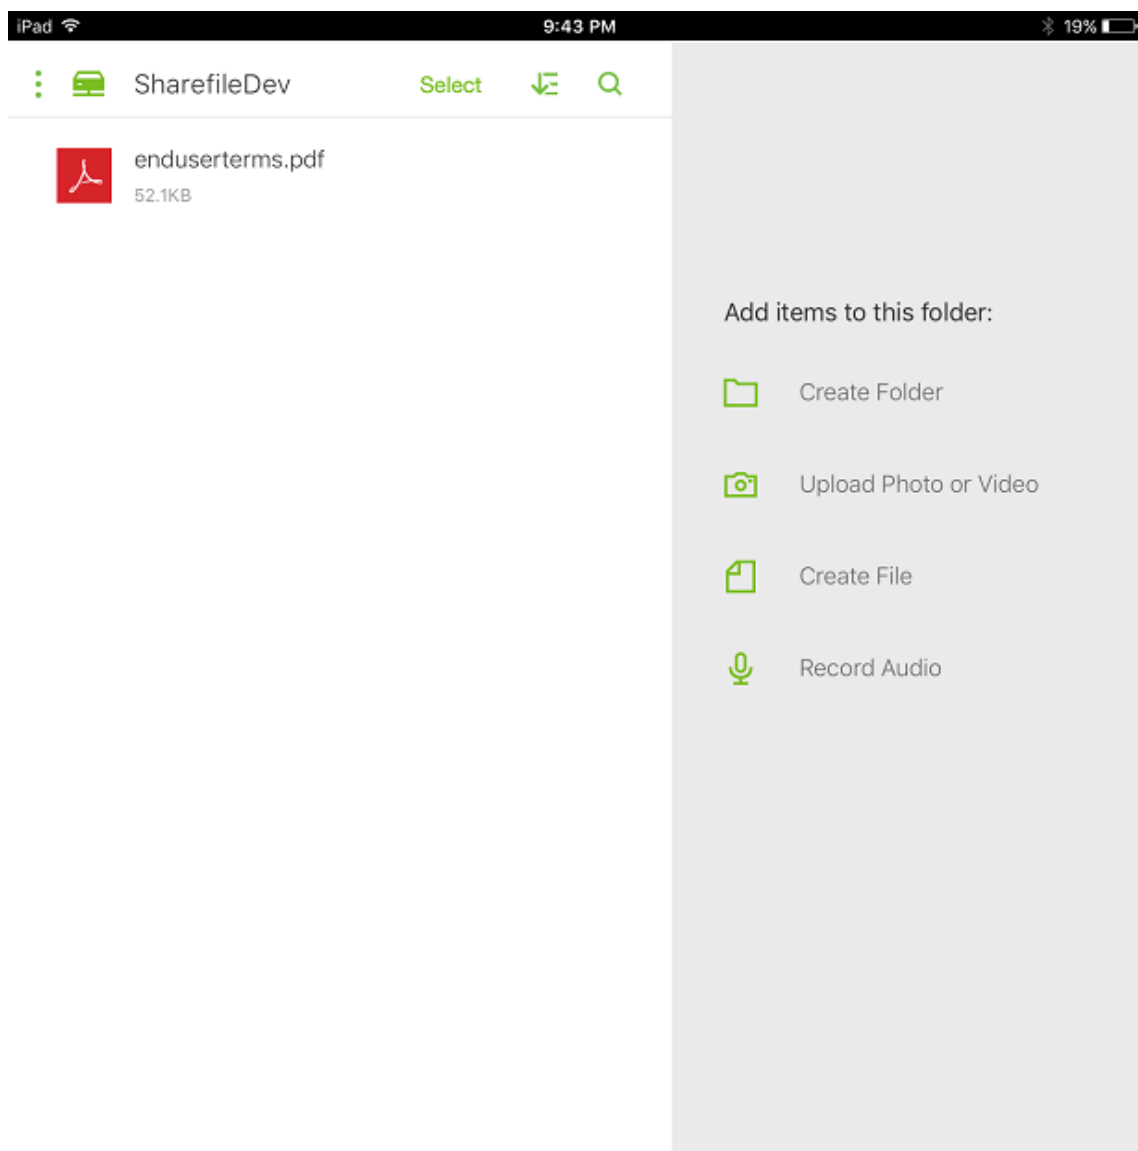 iPad 9:43 PM 19%
SharefileDev Select
enduserterms.pdf
52.1KB
Add items to this folder:
Create Folder
Upload Photo or Video
Create File
Record Audio